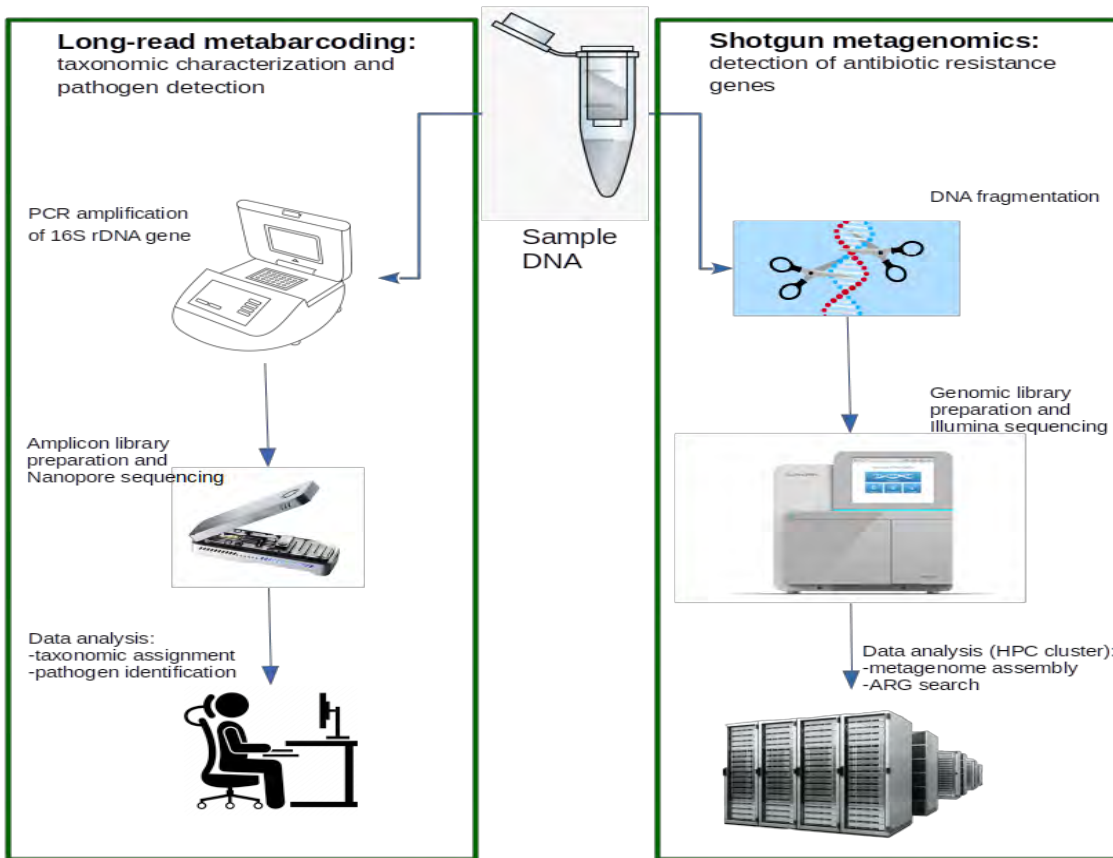 Long-read metabarcoding:
taxonomic characterization and
pathogen detection
PCR amplification
of 16S rDNA gene
Amplicon library
preparation and
Nanopore sequencing
Data analysis:
-taxonomic assignment
-pathogen identification
Sample
DNA
Shotgun metagenomics:
detection of antibiotic resistance
genes
DNA fragmentation
Genomic library
preparation and
Illumina sequencing
Data analysis (HPC cluster):
-metagenome assembly
-ARG search